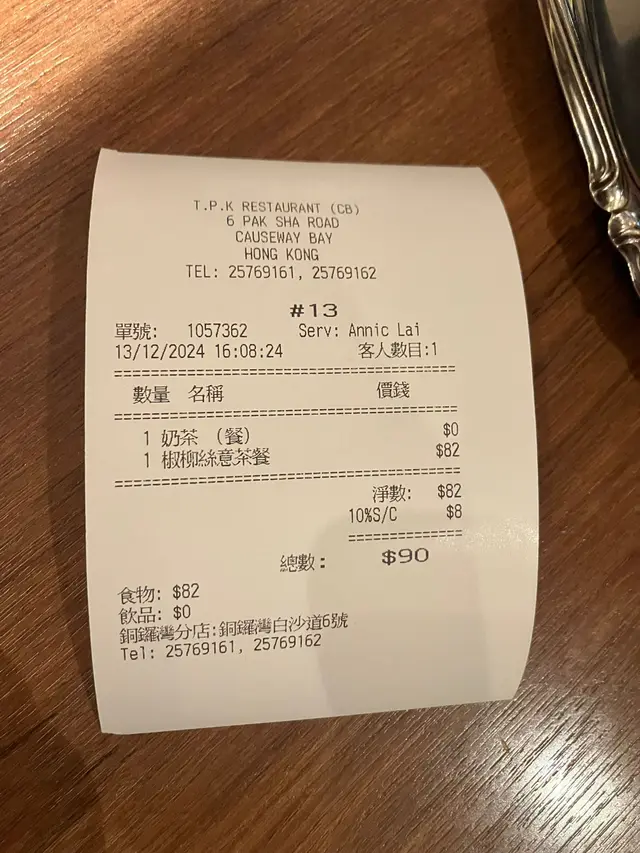 T.P.K RESTAURANT (CB)
6 PAK SHA ROAD
CAUSEWAY BAY
HONG KONG
TEL: 25769161, 25769162
#13
單號: 1057362 Serv: Annic Lai
13/12/2024 16:08:24 客人數目:1
數量 名稱 價錢
1 奶茶 (餐) $0
1 椒柳絲意茶餐 $82
淨數: $82
10%S/C $8
總數: $90
食物: $82
飲品: $0
銅鑼灣分店:銅鑼灣白沙道6號
Tel: 25769161, 25769162